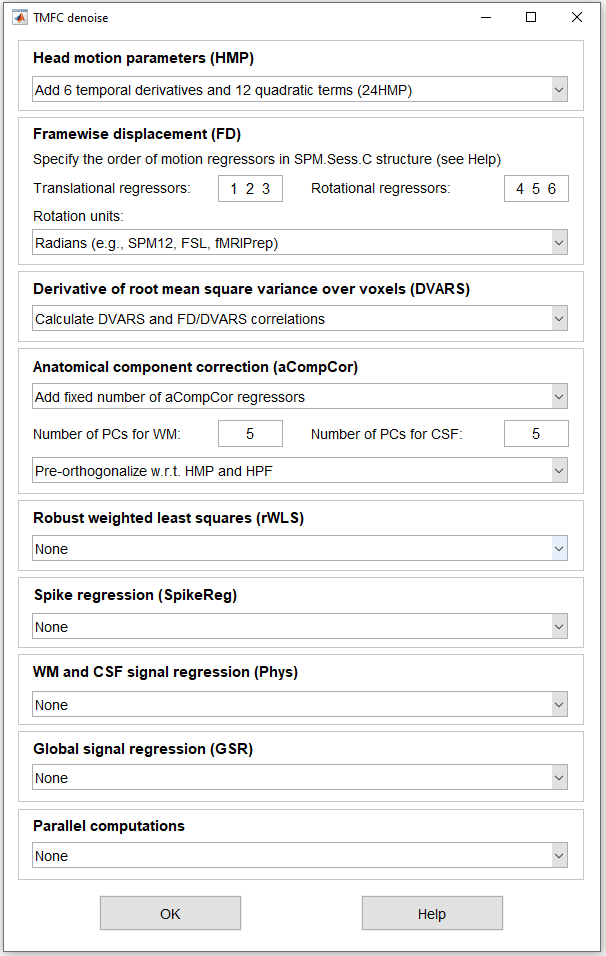 TMFC denoise
Head motion parameters (HMP)
Add 6 temporal derivatives and 12 quadratic terms (24HMP)
Framewise displacement (FD)
Specify the order of motion regressors in SPM.Sess.C structure (see Help)
Translational regressors: 1 2 3 Rotational regressors: 4 5 6
Rotation units:
Radians (e.g., SPM12, FSL, fMRIPrep)
Derivative of root mean square variance over voxels (DVARS)
Calculate DVARS and FD/DVARS correlations
Anatomical component correction (aCompCor)
Add fixed number of aCompCor regressors
Number of PCs for WM: 5 Number of PCs for CSF: 5
Pre-orthogonalize w.r.t. HMP and HPF
Robust weighted least squares (rWLS)
None
Spike regression (SpikeReg)
None
WM and CSF signal regression (Phys)
None
Global signal regression (GSR)
None
Parallel computations
None
OK Help